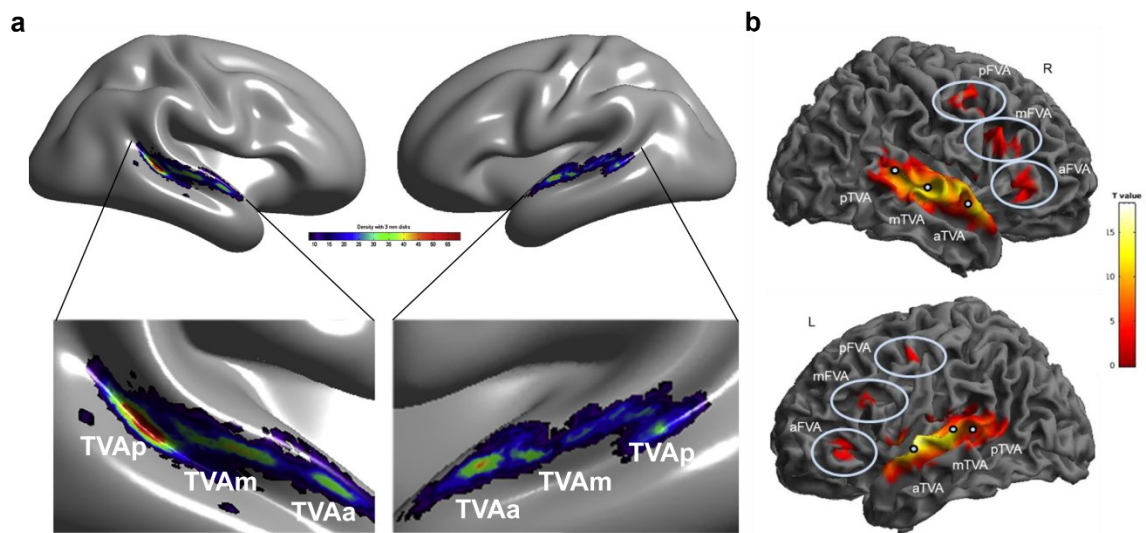 a
Density with 3 mm disks
10 15 20 25 30 35 40 45 50 55
TVAp
TVAm
TVAa
TVAp
TVAm
TVAa
b
R
pFVA
mFVA
aFVA
pTVA
mTVA
aTVA
T value
15
10
5
0
L
pFVA
mFVA
aFVA
pTVA
mTVA
aTVA